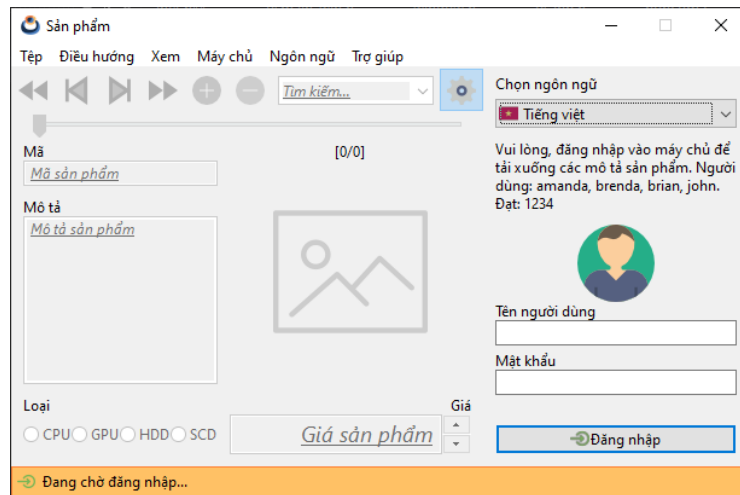 Sản phẩm
Tệp Điều hướng Xem Máy chủ Ngôn ngữ Trợ giúp
Tìm kiếm...
[0/0]
Mã
Mã sản phẩm
Mô tả
Mô tả sản phẩm
Loại
CPU GPU HDD SCD
Giá
Giá sản phẩm
Chọn ngôn ngữ
Tiếng việt
Vui lòng, đăng nhập vào máy chủ để
tải xuống các mô tả sản phẩm. Người
dùng: amanda, brenda, brian, john.
Đạt: 1234
Tên người dùng
Mật khẩu
Đăng nhập
Đang chờ đăng nhập...